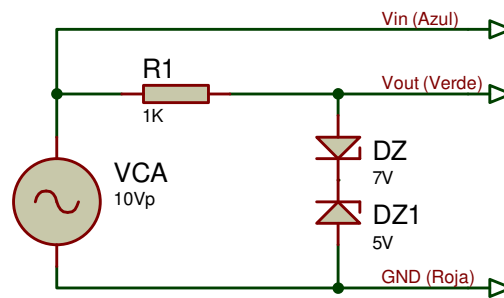 Vin (Azul)
R1
1K
Vout (Verde)
VCA
10Vp
DZ
7V
DZ1
5V
GND (Roja)